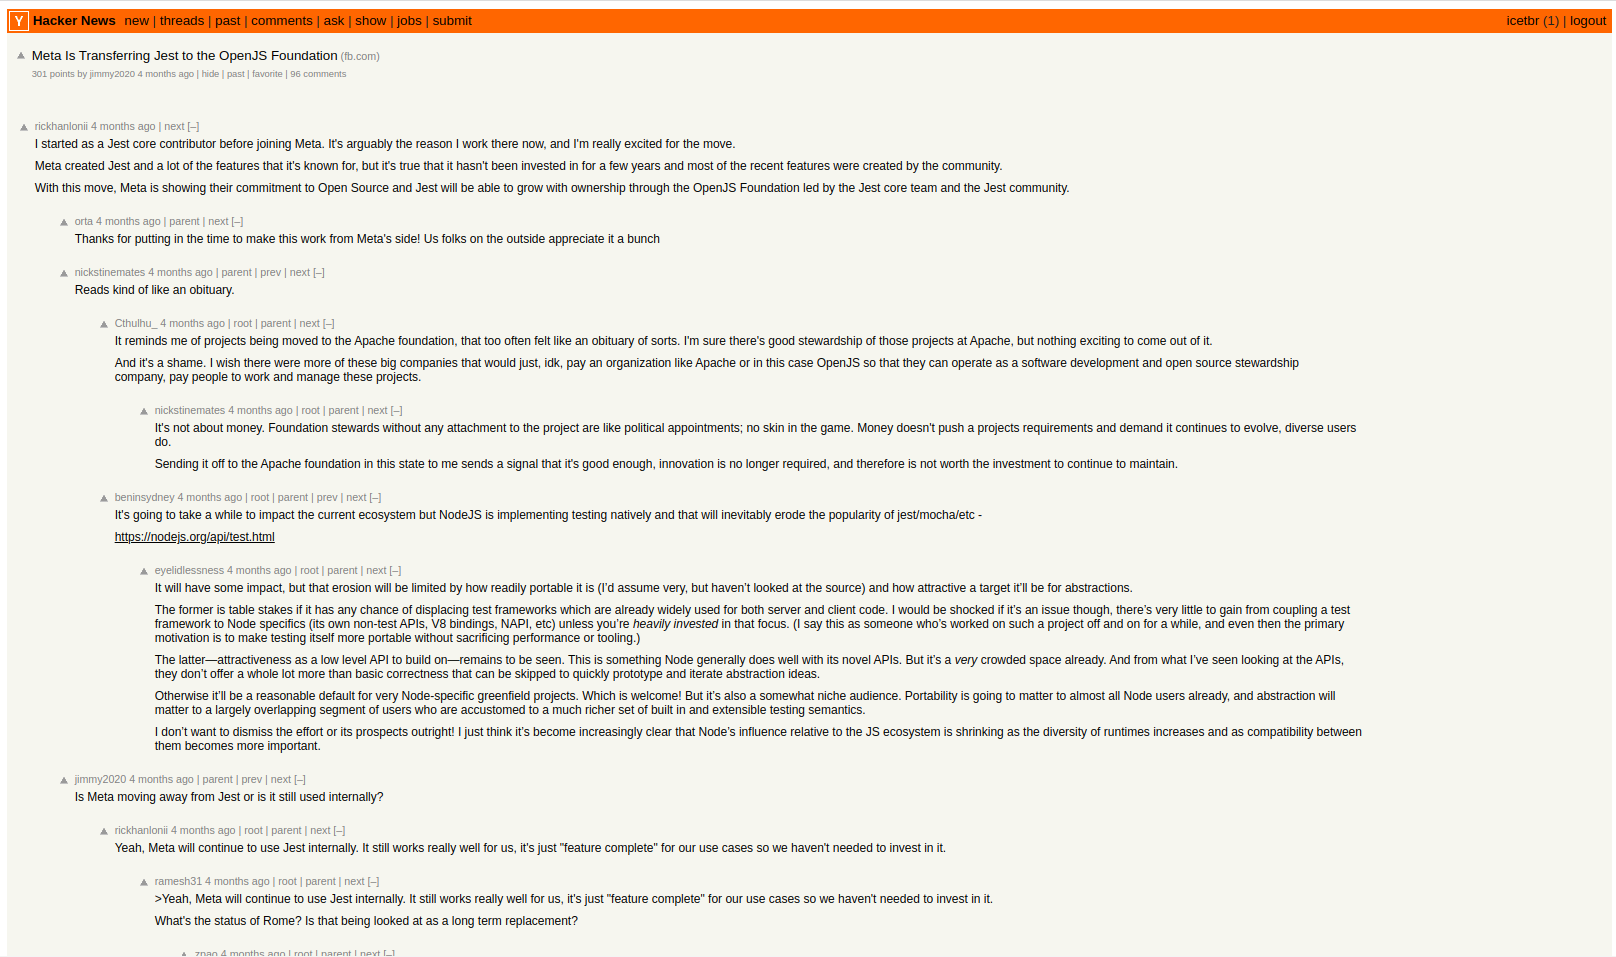 Y Hacker News new | threads | past | comments | ask | show | jobs | submit icetbr (1) | logout
Meta Is Transferring Jest to the OpenJS Foundation (fb.com)
301 points by jimmy2020 4 months ago | hide | past | favorite | 96 comments
rickhanlonii 4 months ago | next [–]
I started as a Jest core contributor before joining Meta. It's arguably the reason I work there now, and I'm really excited for the move.
Meta created Jest and a lot of the features that it's known for, but it's true that it hasn't been invested in for a few years and most of the recent features were created by the community.
With this move, Meta is showing their commitment to Open Source and Jest will be able to grow with ownership through the OpenJS Foundation led by the Jest core team and the Jest community.
orta 4 months ago | parent | next [–]
Thanks for putting in the time to make this work from Meta's side! Us folks on the outside appreciate it a bunch
nickstinemates 4 months ago | parent | prev | next [–]
Reads kind of like an obituary.
Cthulhu_ 4 months ago | root | parent | next [–]
It reminds me of projects being moved to the Apache foundation, that too often felt like an obituary of sorts. I'm sure there's good stewardship of those projects at Apache, but nothing exciting to come out of it.
And it's a shame. I wish there were more of these big companies that would just, idk, pay an organization like Apache or in this case OpenJS so that they can operate as a software development and open source stewardship
company, pay people to work and manage these projects.
nickstinemates 4 months ago | root | parent | next [–]
It's not about money. Foundation stewards without any attachment to the project are like political appointments; no skin in the game. Money doesn't push a projects requirements and demand it continues to evolve, diverse users
do.
Sending it off to the Apache foundation in this state to me sends a signal that it's good enough, innovation is no longer required, and therefore is not worth the investment to continue to maintain.
beninsydney 4 months ago | root | parent | prev | next [–]
It's going to take a while to impact the current ecosystem but NodeJS is implementing testing natively and that will inevitably erode the popularity of jest/mocha/etc -
https://nodejs.org/api/test.html
eyelidlessness 4 months ago | root | parent | next [–]
It will have some impact, but that erosion will be limited by how readily portable it is (I’d assume very, but haven’t looked at the source) and how attractive a target it’ll be for abstractions.
The former is table stakes if it has any chance of displacing test frameworks which are already widely used for both server and client code. I would be shocked if it’s an issue though, there’s very little to gain from coupling a test
framework to Node specifics (its own non-test APIs, V8 bindings, NAPI, etc) unless you’re heavily invested in that focus. (I say this as someone who’s worked on such a project off and on for a while, and even then the primary
motivation is to make testing itself more portable without sacrificing performance or tooling.)
The latter—attractiveness as a low level API to build on—remains to be seen. This is something Node generally does well with its novel APIs. But it’s a very crowded space already. And from what I’ve seen looking at the APIs,
they don’t offer a whole lot more than basic correctness that can be skipped to quickly prototype and iterate abstraction ideas.
Otherwise it’ll be a reasonable default for very Node-specific greenfield projects. Which is welcome! But it’s also a somewhat niche audience. Portability is going to matter to almost all Node users already, and abstraction will
matter to a largely overlapping segment of users who are accustomed to a much richer set of built in and extensible testing semantics.
I don’t want to dismiss the effort or its prospects outright! I just think it’s become increasingly clear that Node’s influence relative to the JS ecosystem is shrinking as the diversity of runtimes increases and as compatibility between
them becomes more important.
jimmy2020 4 months ago | parent | prev | next [–]
Is Meta moving away from Jest or is it still used internally?
rickhanlonii 4 months ago | root | parent | next [–]
Yeah, Meta will continue to use Jest internally. It still works really well for us, it's just "feature complete" for our use cases so we haven't needed to invest in it.
ramesh31 4 months ago | root | parent | next [–]
>Yeah, Meta will continue to use Jest internally. It still works really well for us, it's just "feature complete" for our use cases so we haven't needed to invest in it.
What's the status of Rome? Is that being looked at as a long term replacement?
4 months ago | root | parent | next [–]